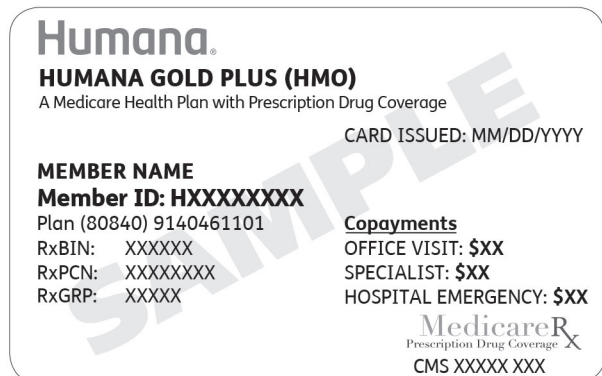 Humana®
HUMANA GOLD PLUS (HMO)
A Medicare Health Plan with Prescription Drug Coverage
CARD ISSUED: MM/DD/YYYY
MEMBER NAME
Member ID: HXXXXXXXX
Plan (80840) 9140461101
RxBIN: XXXXXX
RxPCN: XXXXXXXX
RxGRP: XXXXX
Copayments
OFFICE VISIT: $XX
SPECIALIST: $XX
HOSPITAL EMERGENCY: $XX
MedicareRx
Prescription Drug Coverage
CMS XXXXX XXX
SAMPLE